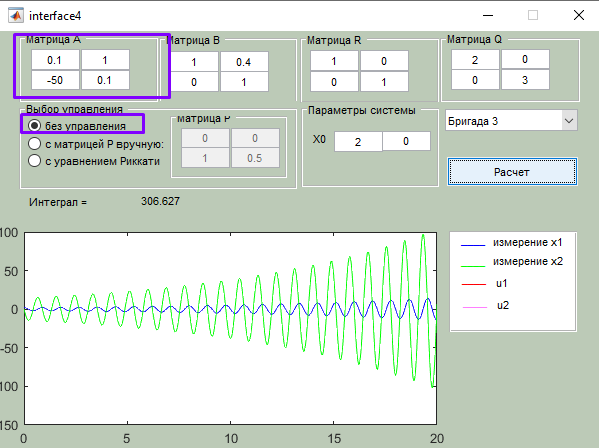 interface4
Матрица A
Матрица B
Матрица R
Матрица Q
0.1 1
-50 0.1
1 0.4
0 1
1 0
0 1
2 0
0 3
Выбор управления
без управления
с матрицей P вручную:
с уравнением Риккати
Матрица P
0 0
1 0.5
Параметры системы
X0 2 0
Бригада 3
Расчет
Интеграл = 306.627
100
50
0
-50
-100
-150
0 5 10 15 20
измерение x1
измерение x2
u1
u2